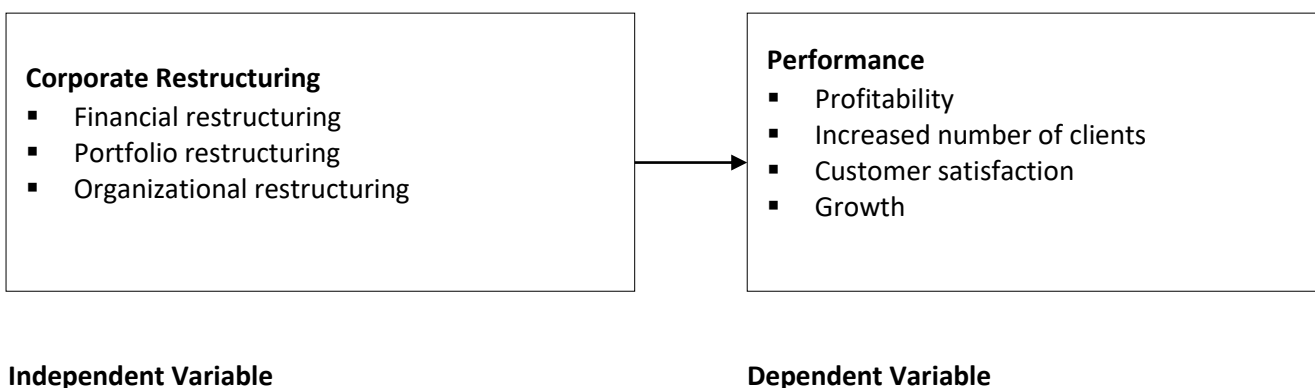 Corporate Restructuring
▪ Financial restructuring
▪ Portfolio restructuring
▪ Organizational restructuring
Performance
▪ Profitability
▪ Increased number of clients
▪ Customer satisfaction
▪ Growth
Independent Variable
Dependent Variable